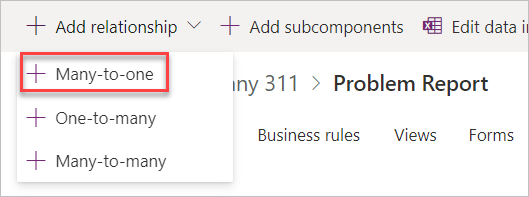 Add relationship Add subcomponents Edit data in
Many-to-one
any 311 > Problem Report
One-to-many
Business rules Views Forms
Many-to-many